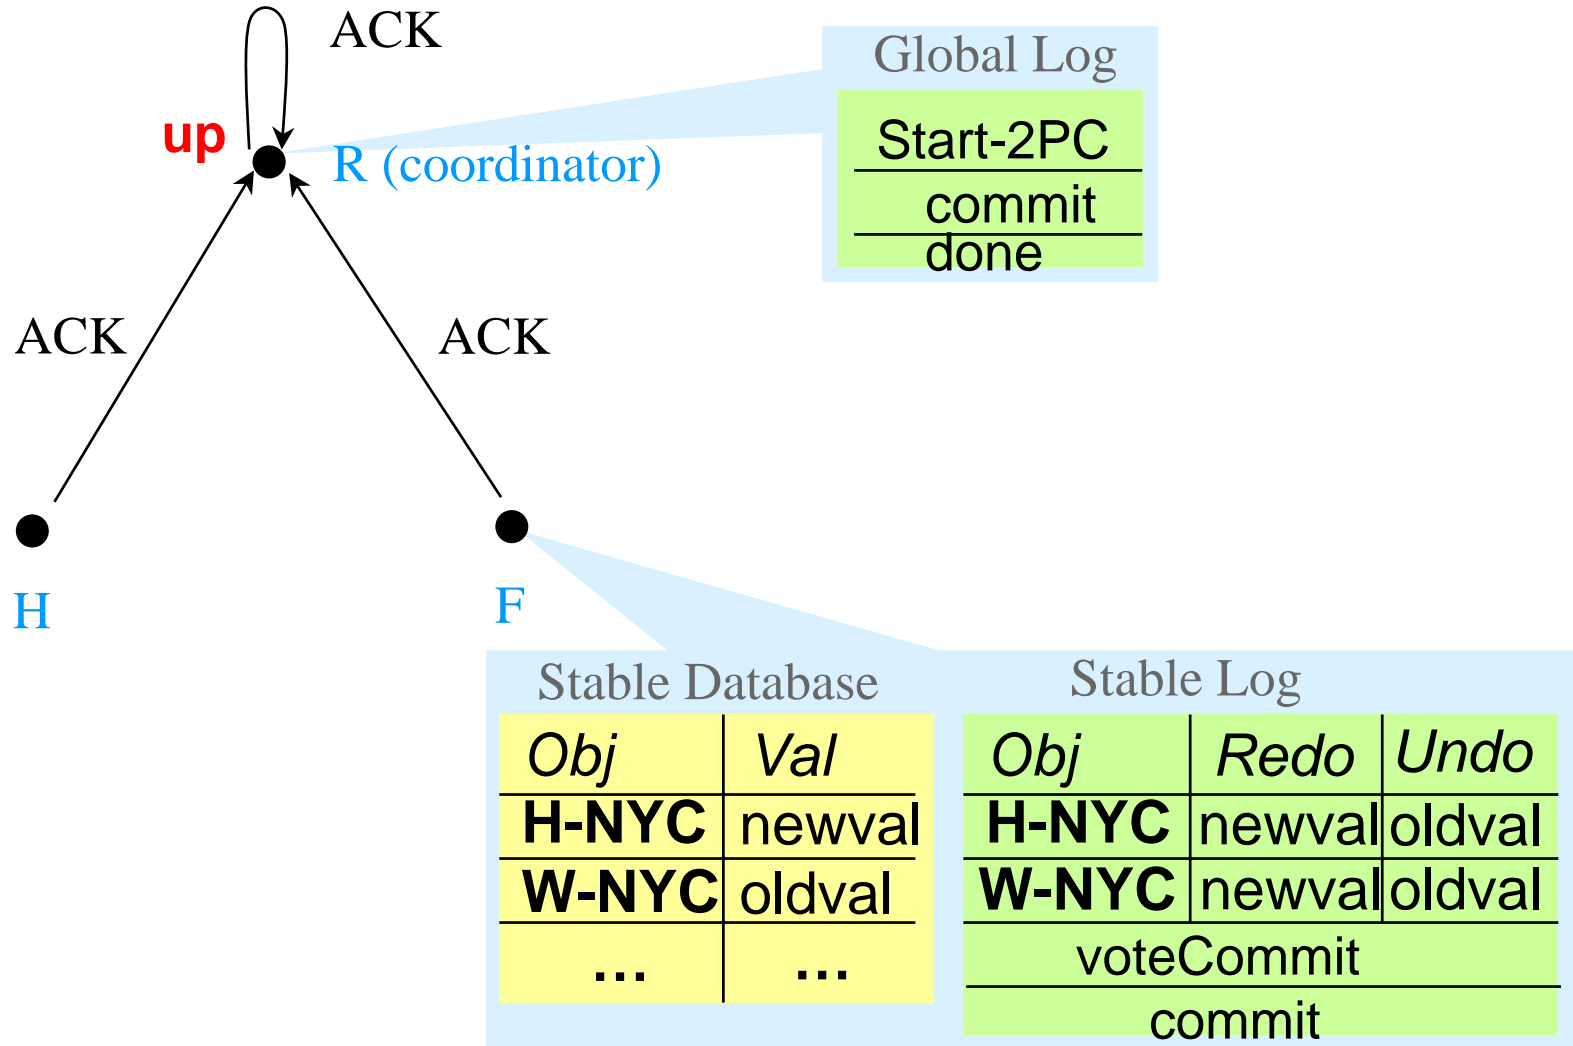 ACK
up
R (coordinator)
Global Log
Start-2PC
commit
done
ACK
ACK
H
F
Stable Database
Obj Val
H-NYC newval
W-NYC oldval
... ...
Stable Log
Obj Redo Undo
H-NYC newval oldval
W-NYC newval oldval
voteCommit
commit